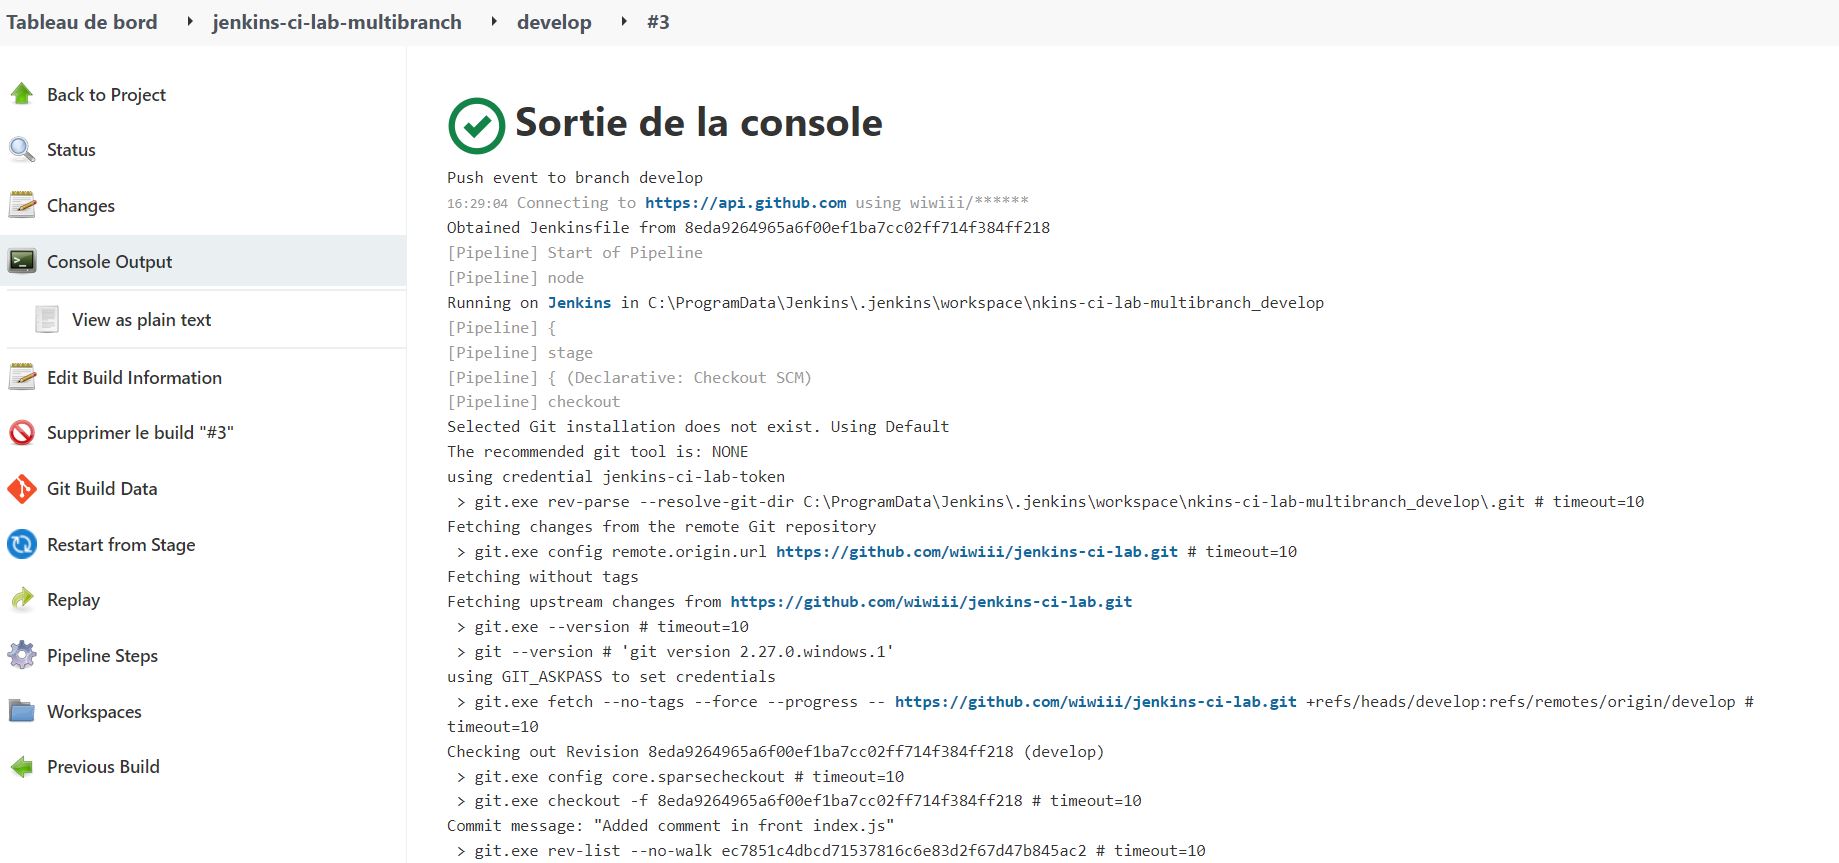 Tableau de bord jenkins-ci-lab-multibranch develop #3
Back to Project
Status
Changes
Console Output
View as plain text
Edit Build Information
Supprimer le build "#3"
Git Build Data
Restart from Stage
Replay
Pipeline Steps
Workspaces
Previous Build
Sortie de la console
Push event to branch develop
16:29:04 Connecting to https://api.github.com using wiwiii/******
Obtained Jenkinsfile from 8eda9264965a6f00ef1ba7cc02ff714f384ff218
[Pipeline] Start of Pipeline
[Pipeline] node
Running on Jenkins in C:\ProgramData\Jenkins\.jenkins\workspace\nkins-ci-lab-multibranch_develop
[Pipeline] {
[Pipeline] stage
[Pipeline] { (Declarative: Checkout SCM)
[Pipeline] checkout
Selected Git installation does not exist. Using Default
The recommended git tool is: NONE
using credential jenkins-ci-lab-token
> git.exe rev-parse --resolve-git-dir C:\ProgramData\Jenkins\.jenkins\workspace\nkins-ci-lab-multibranch_develop\.git # timeout=10
Fetching changes from the remote Git repository
> git.exe config remote.origin.url https://github.com/wiwiii/jenkins-ci-lab.git # timeout=10
Fetching without tags
Fetching upstream changes from https://github.com/wiwiii/jenkins-ci-lab.git
> git.exe --version # timeout=10
> git --version # 'git version 2.27.0.windows.1'
using GIT_ASKPASS to set credentials
> git.exe fetch --no-tags --force --progress -- https://github.com/wiwiii/jenkins-ci-lab.git +refs/heads/develop:refs/remotes/origin/develop #
timeout=10
Checking out Revision 8eda9264965a6f00ef1ba7cc02ff714f384ff218 (develop)
> git.exe config core.sparsecheckout # timeout=10
> git.exe checkout -f 8eda9264965a6f00ef1ba7cc02ff714f384ff218 # timeout=10
Commit message: "Added comment in front index.js"
> git.exe rev-list --no-walk ec7851c4dbcd71537816c6e83d2f67d47b845ac2 # timeout=10